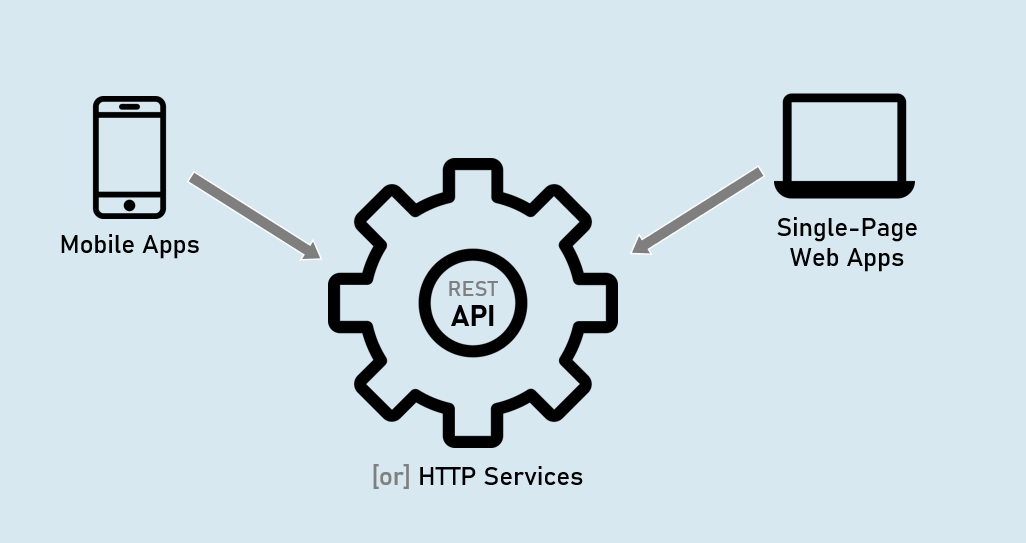 Mobile Apps
Single-Page
Web Apps
REST
API
[or] HTTP Services